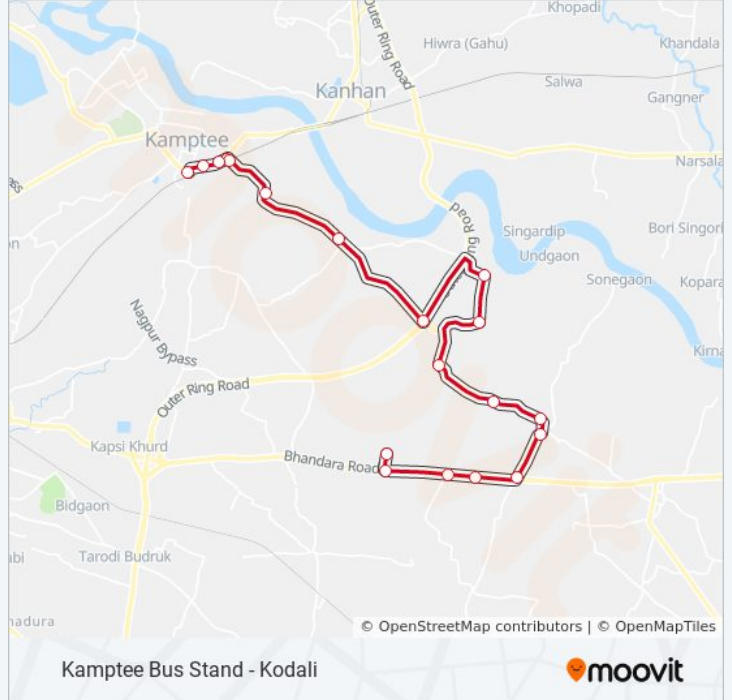 Khopadi
Outer Ring Road
Hiwra (Gahu)
Khandala
Salwa
Kanhan
Gangner
Kamptee
Narsala
Ring Road
Bori Singori
Singardip
Undgaon
Sonegaon
Nagpur Bypass
Outer Ring Road
Kapsi Khurd
Bhandara Road
Bidgaon
Tarodi Budruk
© OpenStreetMap contributors | © OpenMapTiles
Kamptee Bus Stand - Kodali
moovit